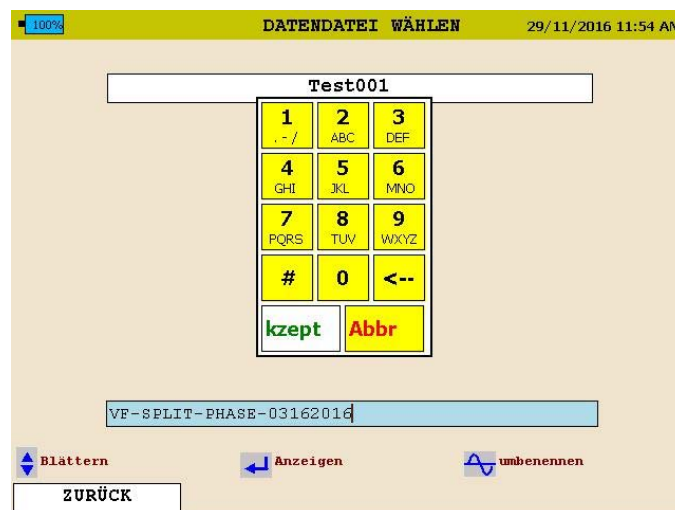 100% DATENDATEI WÄHLEN 29/11/2016 11:54 AM
Test001
1 2 3
.-/ ABC DEF
4 5 6
GHI JKL MNO
7 8 9
PQRS TUV WXYZ
# 0 <--
kzept Abbr
VF-SPLIT-PHASE-03162016
Blättern Anzeigen umbenennen
ZURÜCK